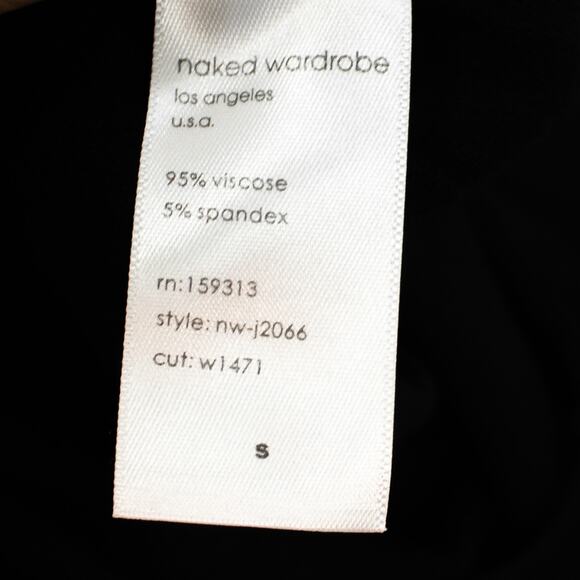 naked wardrobe
los angeles
u.s.a.
95% viscose
5% spandex
rn:159313
style: nw-j2066
cut: w1471
s